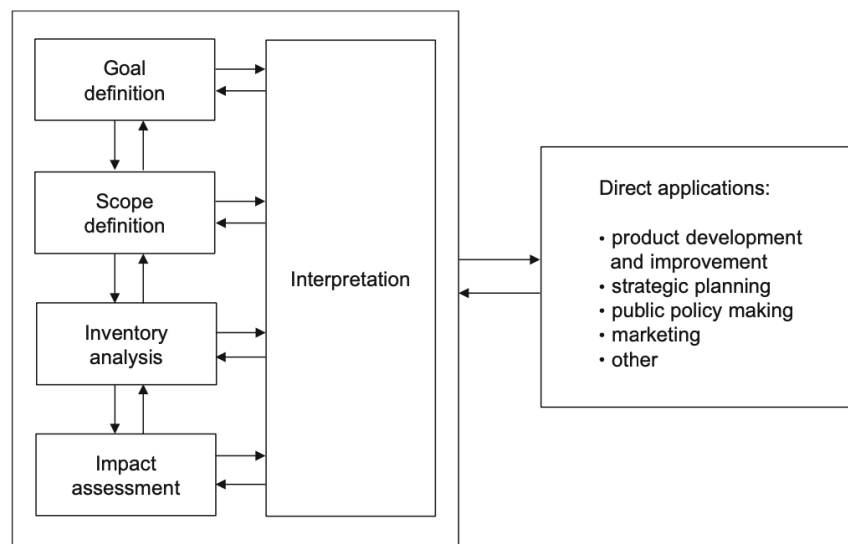 Goal
definition
Scope
definition
Inventory
analysis
Impact
assessment
Interpretation
Direct applications:
• product development
and improvement
• strategic planning
• public policy making
• marketing
• other